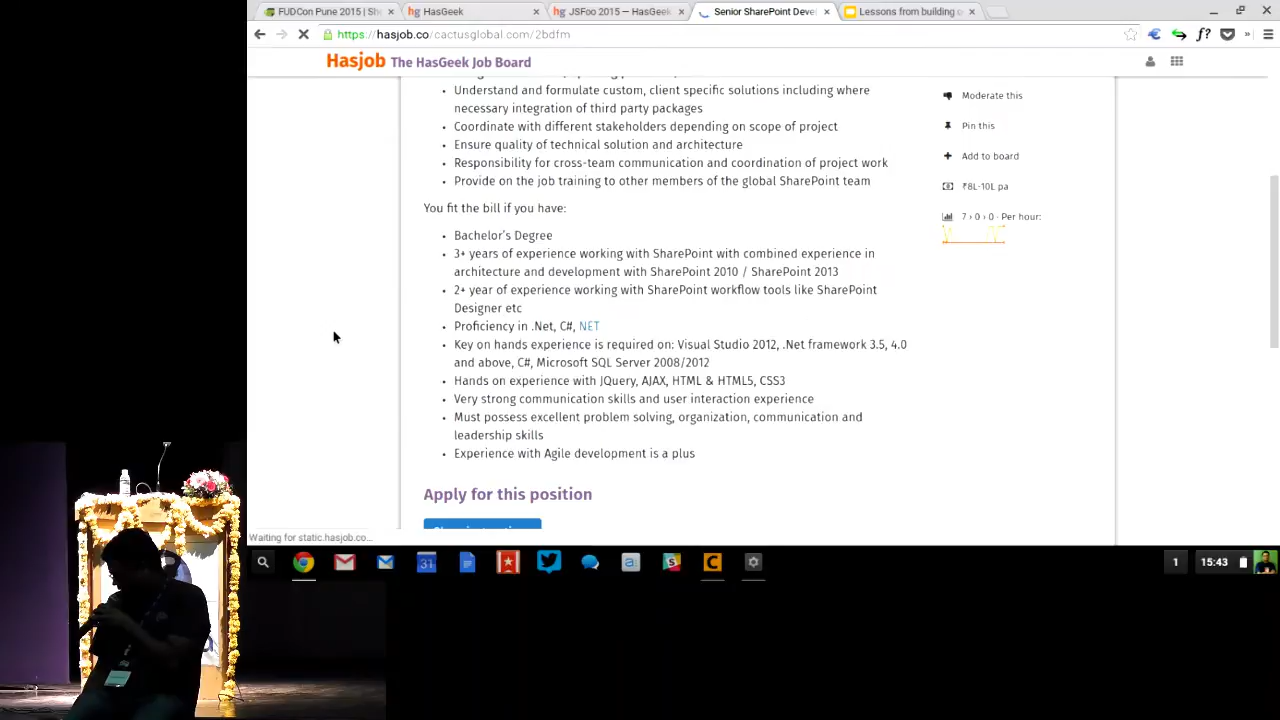 FUDCon Pune 2015 | She
HasGeek
JSFoo 2015 — HasGeek
Senior SharePoint Deve
Lessons from building o
https://hasjob.co/cactusglobal.com/2bdfm
f?
Hasjob The HasGeek Job Board
• Understand and formulate custom, client specific solutions including where
necessary integration of third party packages
• Coordinate with different stakeholders depending on scope of project
• Ensure quality of technical solution and architecture
• Responsibility for cross-team communication and coordination of project work
• Provide on the job training to other members of the global SharePoint team
You fit the bill if you have:
• Bachelor's Degree
• 3+ years of experience working with SharePoint with combined experience in
architecture and development with SharePoint 2010 / SharePoint 2013
• 2+ year of experience working with SharePoint workflow tools like SharePoint
Designer etc
• Proficiency in .Net, C#, NET
• Key on hands experience is required on: Visual Studio 2012, .Net framework 3.5, 4.0
and above, C#, Microsoft SQL Server 2008/2012
• Hands on experience with JQuery, AJAX, HTML & HTML5, CSS3
• Very strong communication skills and user interaction experience
• Must possess excellent problem solving, organization, communication and
leadership skills
• Experience with Agile development is a plus
Apply for this position
Moderate this
Pin this
Add to board
₹8L-10L pa
7 › 0 › 0 · Per hour:
Waiting for static.hasjob.co...
31
1
15:43